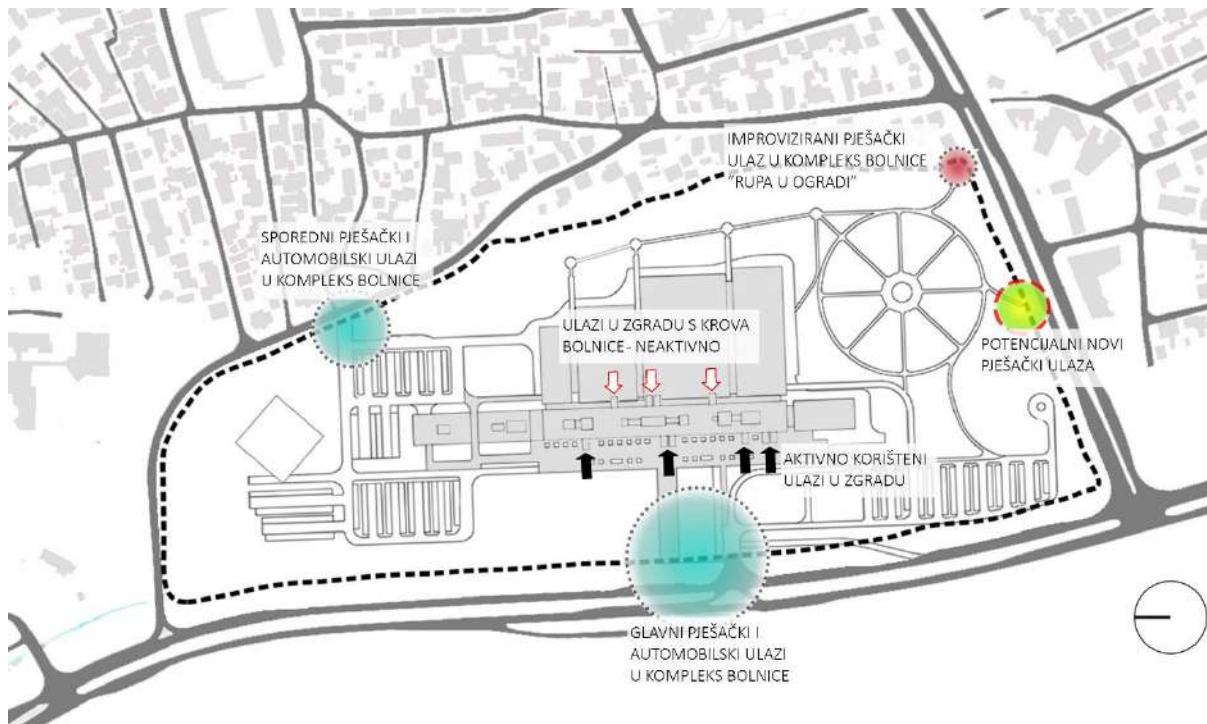 IMPROVIZIRANI PJEŠAČKI
ULAZ U KOMPLEKS BOLNICE
"RUPA U OGRADI"
SPOREDNI PJEŠAČKI I
AUTOMOBILSKI ULAZI
U KOMPLEKS BOLNICE
ULAZI U ZGRADU S KROVA
BOLNICE- NEAKTIVNO
POTENCIJALNI NOVI
PJEŠAČKI ULAZA
AKTIVNO KORIŠTENI
ULAZI U ZGRADU
GLAVNI PJEŠAČKI I
AUTOMOBILSKI ULAZI
U KOMPLEKS BOLNICE